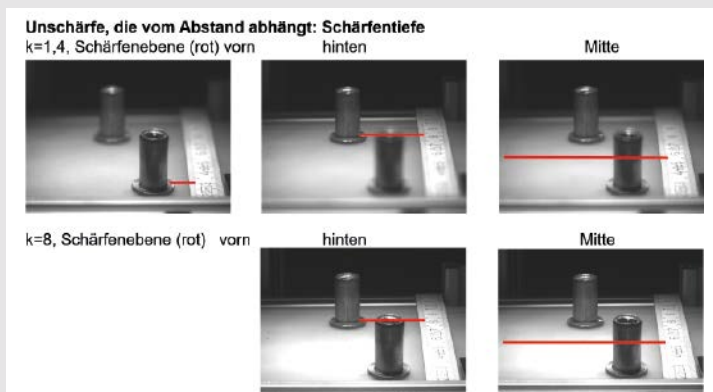 Unschärfe, die vom Abstand abhängt: Schärfentiefe
k=1,4, Schärfenebene (rot) vorn hinten Mitte
k=8, Schärfenebene (rot) vorn hinten Mitte